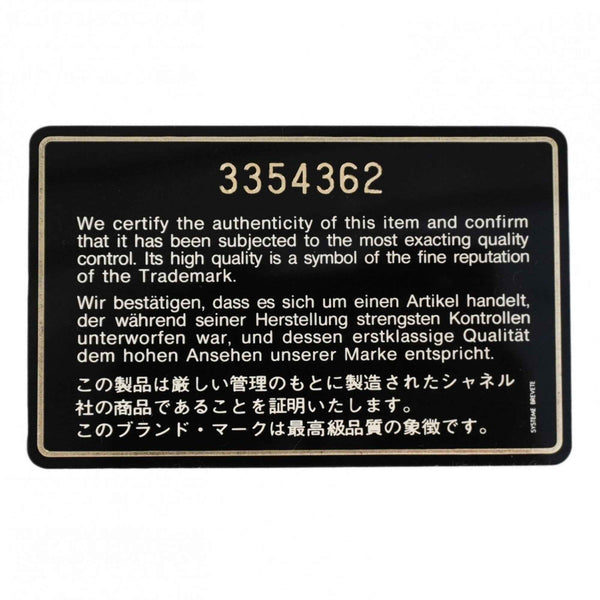 3354362
We certify the authenticity of this item and confirm
that it has been subjected to the most exacting quality
control. Its high quality is a symbol of the fine reputation
of the Trademark.
Wir bestätigen, dass es sich um einen Artikel handelt,
der während seiner Herstellung strengsten Kontrollen
unterworfen war, und dessen erstklassige Qualität
dem hohen Ansehen unserer Marke entspricht.
この製品は厳しい管理のもとに製造されたシャネル
社の商品であることを証明いたします。
このブランド・マークは最高級品質の象徴です。
SYSTEME BREVETE